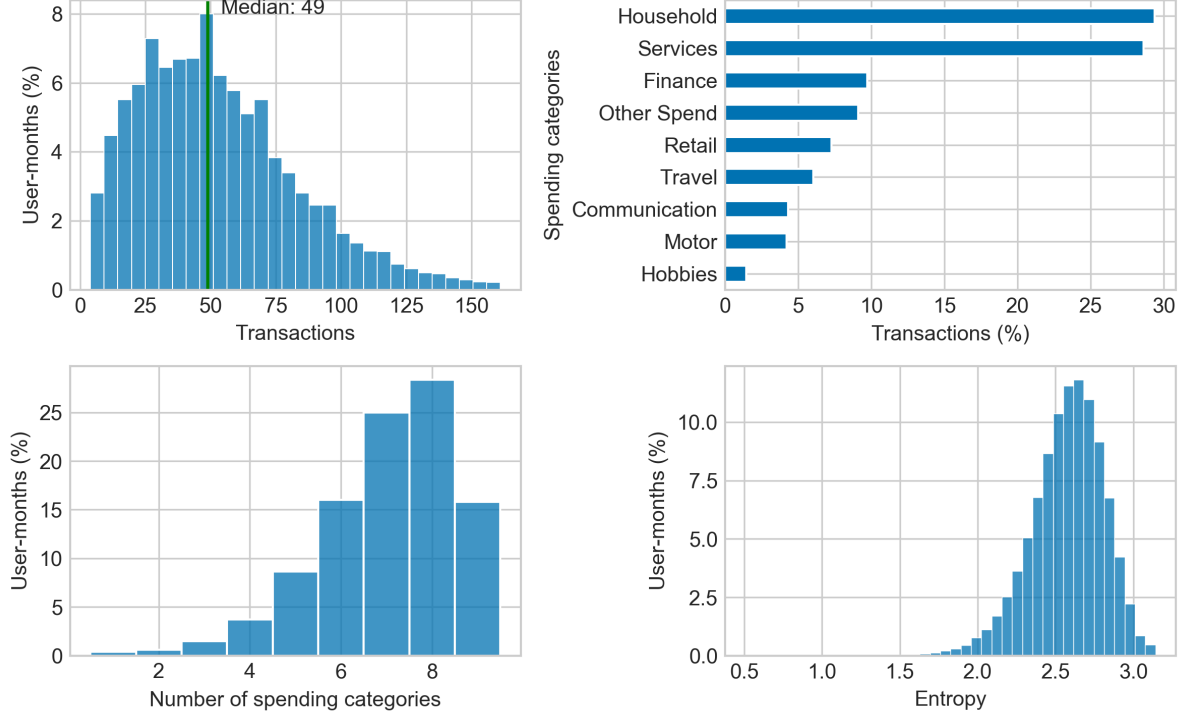 Median: 49
User-months (%)
8
6
4
2
0
0 25 50 75 100 125 150
Transactions
Spending categories
Household
Services
Finance
Other Spend
Retail
Travel
Communication
Motor
Hobbies
0 5 10 15 20 25 30
Transactions (%)
User-months (%)
25
20
15
10
5
0
2 4 6 8
Number of spending categories
User-months (%)
10.0
7.5
5.0
2.5
0.0
0.5 1.0 1.5 2.0 2.5 3.0
Entropy